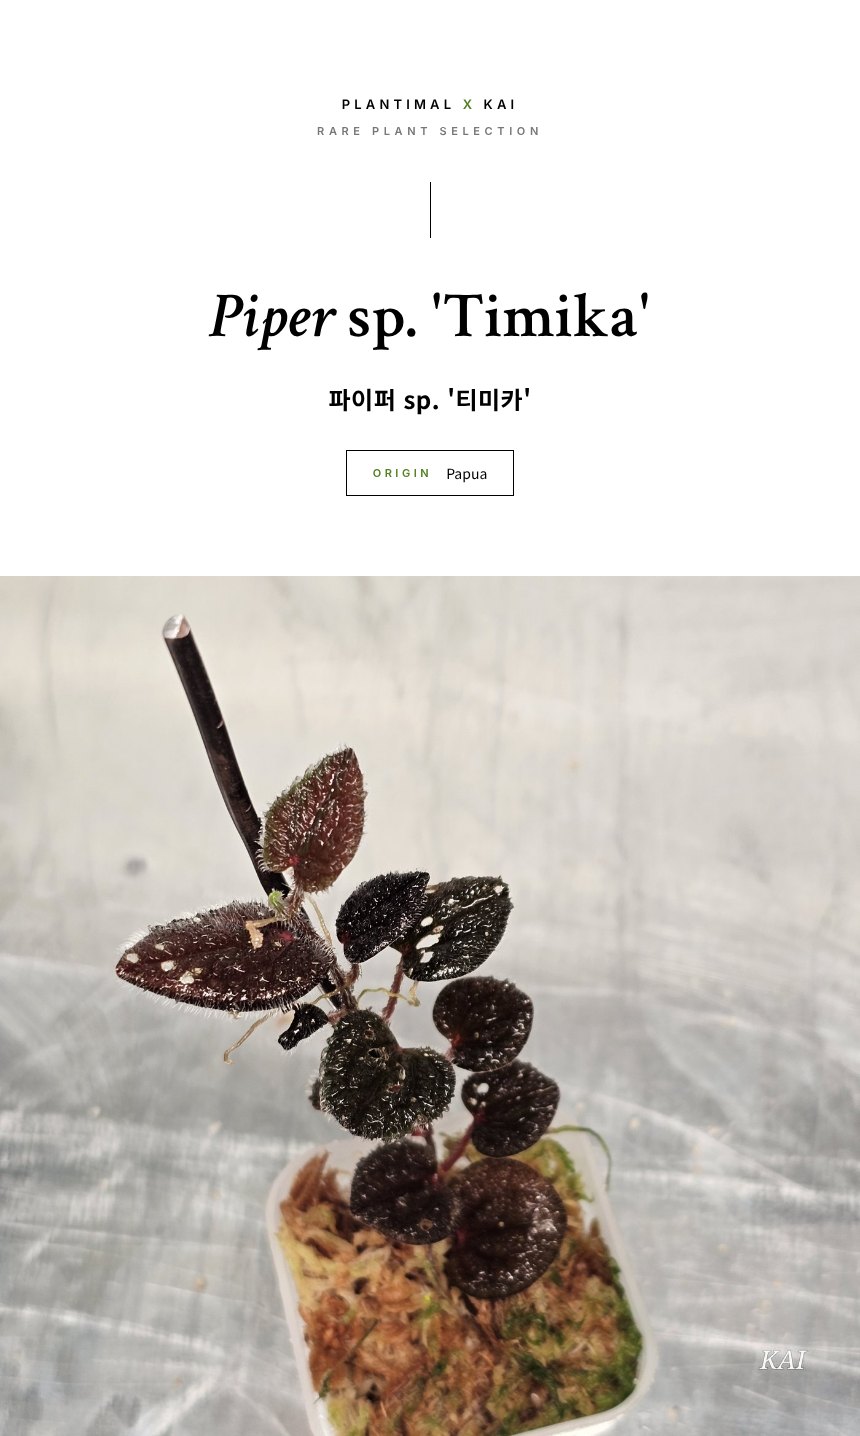 PLANTIMAL X KAI
RARE PLANT SELECTION
Piper sp. 'Timika'
파이퍼 sp. '티미카'
ORIGIN Papua
KAI